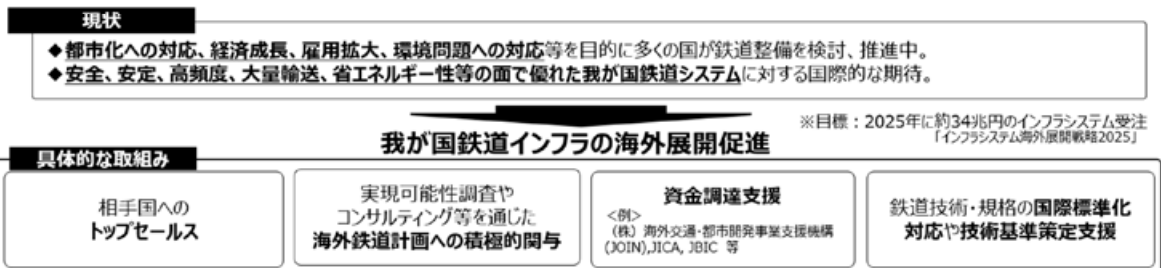 現状
◆都市化への対応、経済成長、雇用拡大、環境問題への対応等を目的に多くの国が鉄道整備を検討、推進中。
◆安全、安定、高頻度、大量輸送、省エネルギー性等の面で優れた我が国鉄道システムに対する国際的な期待。
※目標：2025年に約34兆円のインフラシステム受注
「インフラシステム海外展開戦略2025」
我が国鉄道インフラの海外展開促進
具体的な取組み
相手国への
トップセールス
実現可能性調査や
コンサルティング等を通じた
海外鉄道計画への積極的関与
資金調達支援
<例>
（株）海外交通・都市開発事業支援機構
(JOIN),JICA, JBIC 等
鉄道技術・規格の国際標準化
対応や技術基準策定支援